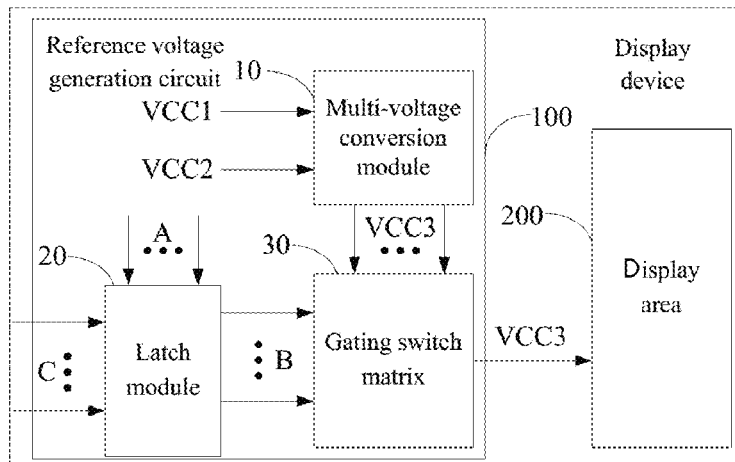 Reference voltage
generation circuit
10
Display
device
VCC1
Multi-voltage
conversion
module
100
VCC2
200
A
VCC3
20
30
Display
area
C
Latch
module
B
Gating switch
matrix
VCC3